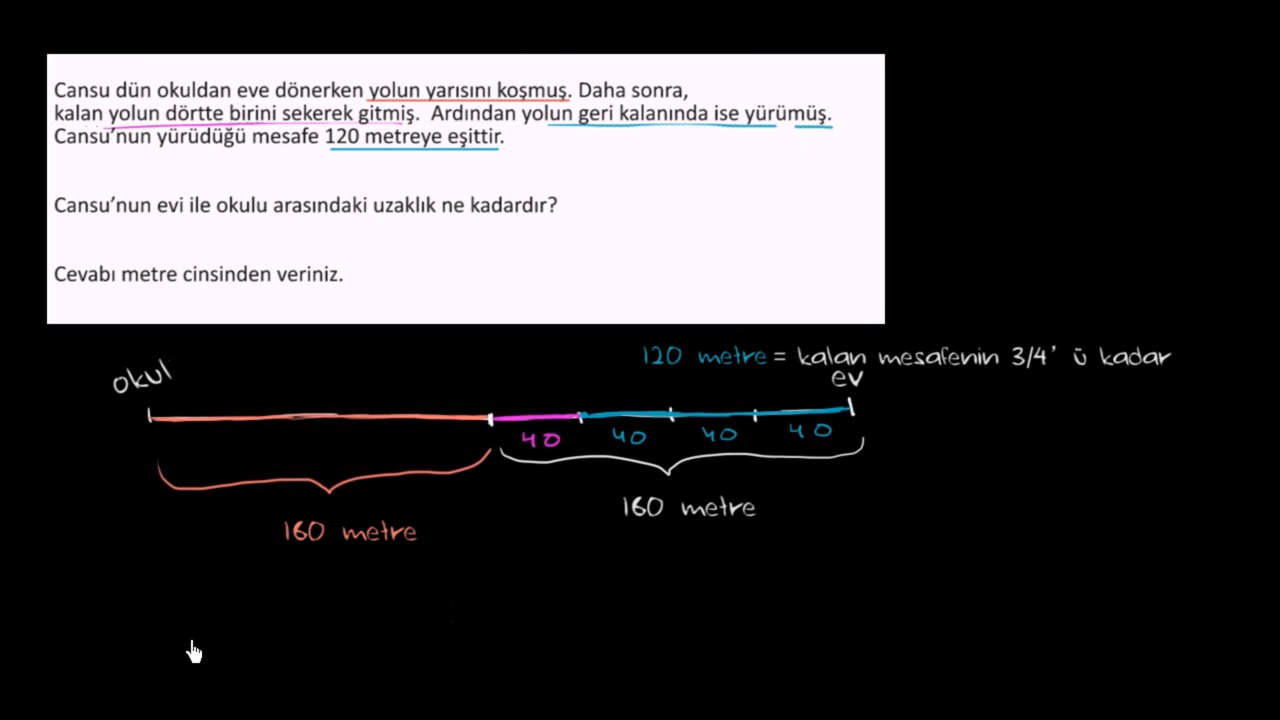 Cansu dün okuldan eve dönerken yolun yarısını koşmuş. Daha sonra,
kalan yolun dörtte birini sekerek gitmiş. Ardından yolun geri kalanında ise yürümüş.
Cansu'nun yürüdüğü mesafe 120 metreye eşittir.
Cansu'nun evi ile okulu arasındaki uzaklık ne kadardır?
Cevabı metre cinsinden veriniz.
120 metre = kalan mesafenin 3/4' ü kadar
okul
ev
40 40 40 40
160 metre
160 metre